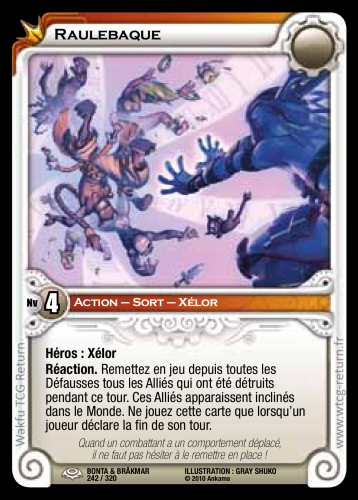 RAULEBAQUE
Nv 4 ACTION – SORT – XÉLOR
Héros : Xélor
Réaction. Remettez en jeu depuis toutes les
Défausses tous les Alliés qui ont été détruits
pendant ce tour. Ces Alliés apparaissent inclinés
dans le Monde. Ne jouez cette carte que lorsqu'un
joueur déclare la fin de son tour.
Quand un combattant a un comportement déplacé,
il ne faut pas hésiter à le remettre en place !
BONTA & BRÂKMAR ILLUSTRATION : GRAY SHUKO
242 / 320 © 2010 Ankama
Wakfu TCG Return
www.wtcg-return.fr